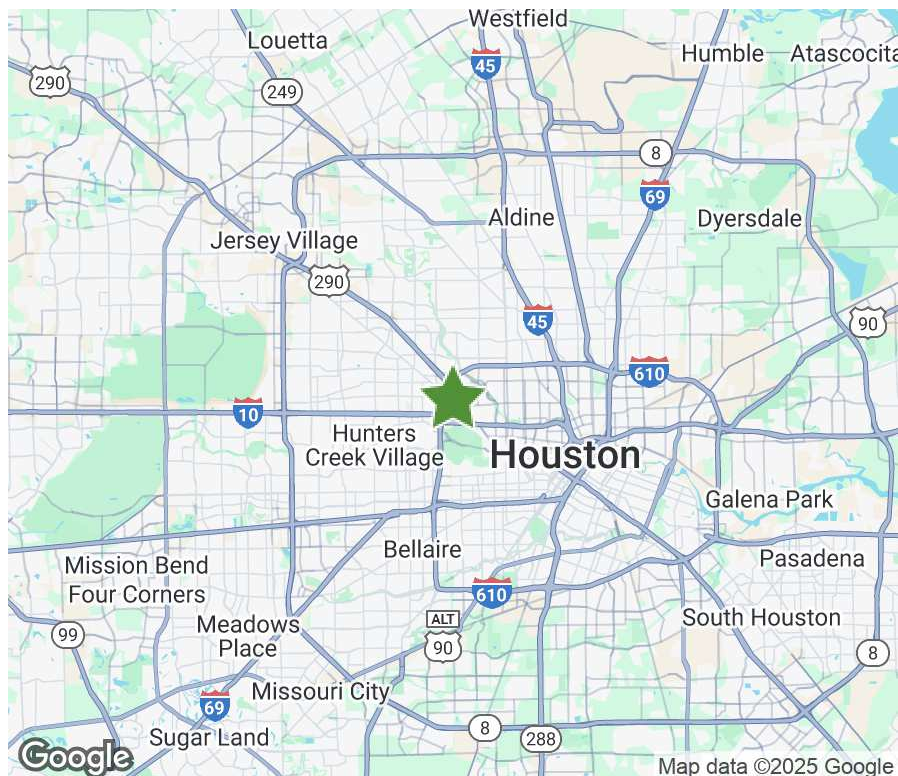 Westfield
Louetta
Humble
Atascocita
45
290
249
8
69
Aldine
Dyersdale
Jersey Village
290
45
90
610
10
Hunters
Creek Village
Houston
Galena Park
Bellaire
Pasadena
Mission Bend
Four Corners
610
Meadows
Place
ALT
90
South Houston
99
8
Missouri City
69
8
288
Sugar Land
Google
Map data ©2025 Google